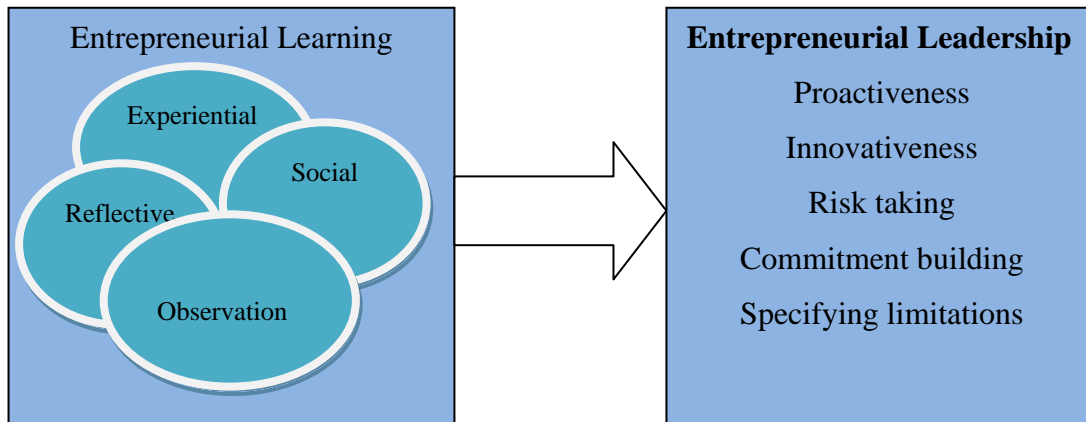 Entrepreneurial Learning
Experiential
Social
Reflective
Observation
Entrepreneurial Leadership
Proactiveness
Innovativeness
Risk taking
Commitment building
Specifying limitations